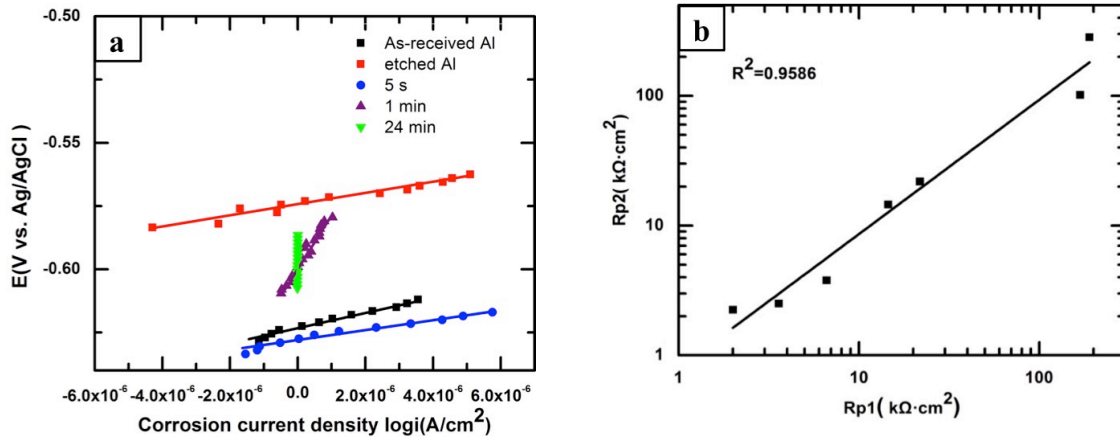 a
As-received Al
etched Al
5 s
1 min
24 min
-0.50
-0.55
-0.60
E(V vs. Ag/AgCl )
-6.0x10⁻⁶ -4.0x10⁻⁶ -2.0x10⁻⁶ 0.0 2.0x10⁻⁶ 4.0x10⁻⁶ 6.0x10⁻⁶
Corrosion current density logi(A/cm²)
b
R²=0.9586
100
10
1
Rp2( kΩ·cm²)
1 10 100
Rp1( kΩ·cm²)